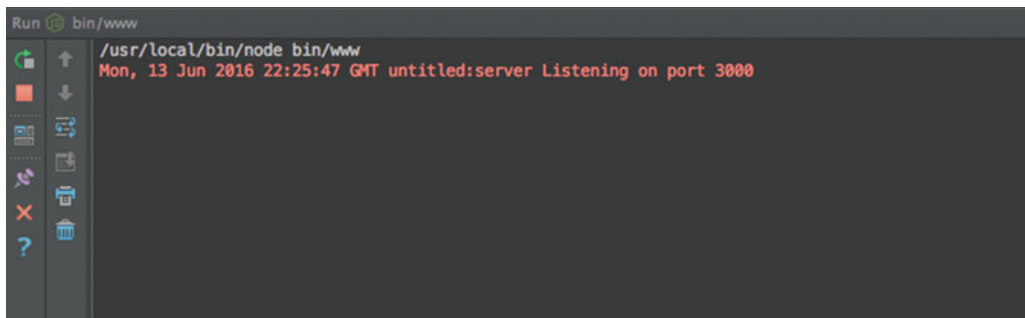 Run bin/www
/usr/local/bin/node bin/www
Mon, 13 Jun 2016 22:25:47 GMT untitled:server Listening on port 3000